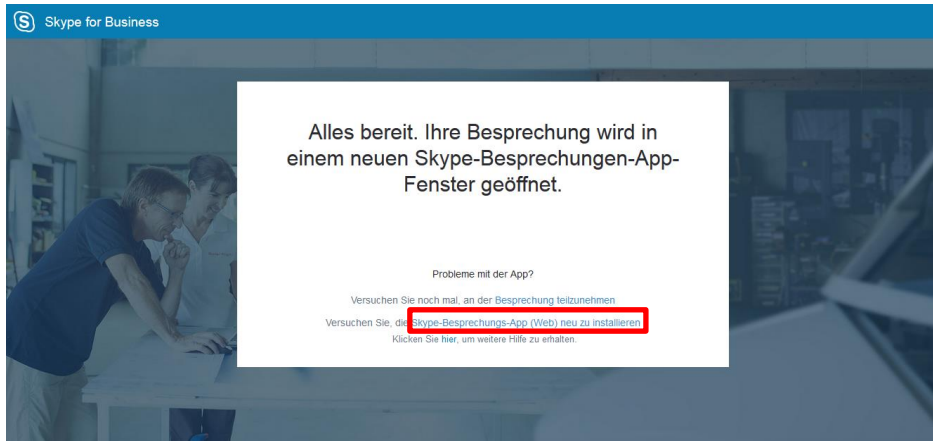 Skype for Business
Alles bereit. Ihre Besprechung wird in
einem neuen Skype-Besprechungen-App-
Fenster geöffnet.
Probleme mit der App?
Versuchen Sie noch mal, an der Besprechung teilzunehmen
Versuchen Sie, die Skype-Besprechungs-App (Web) neu zu installieren
Klicken Sie hier, um weitere Hilfe zu erhalten.